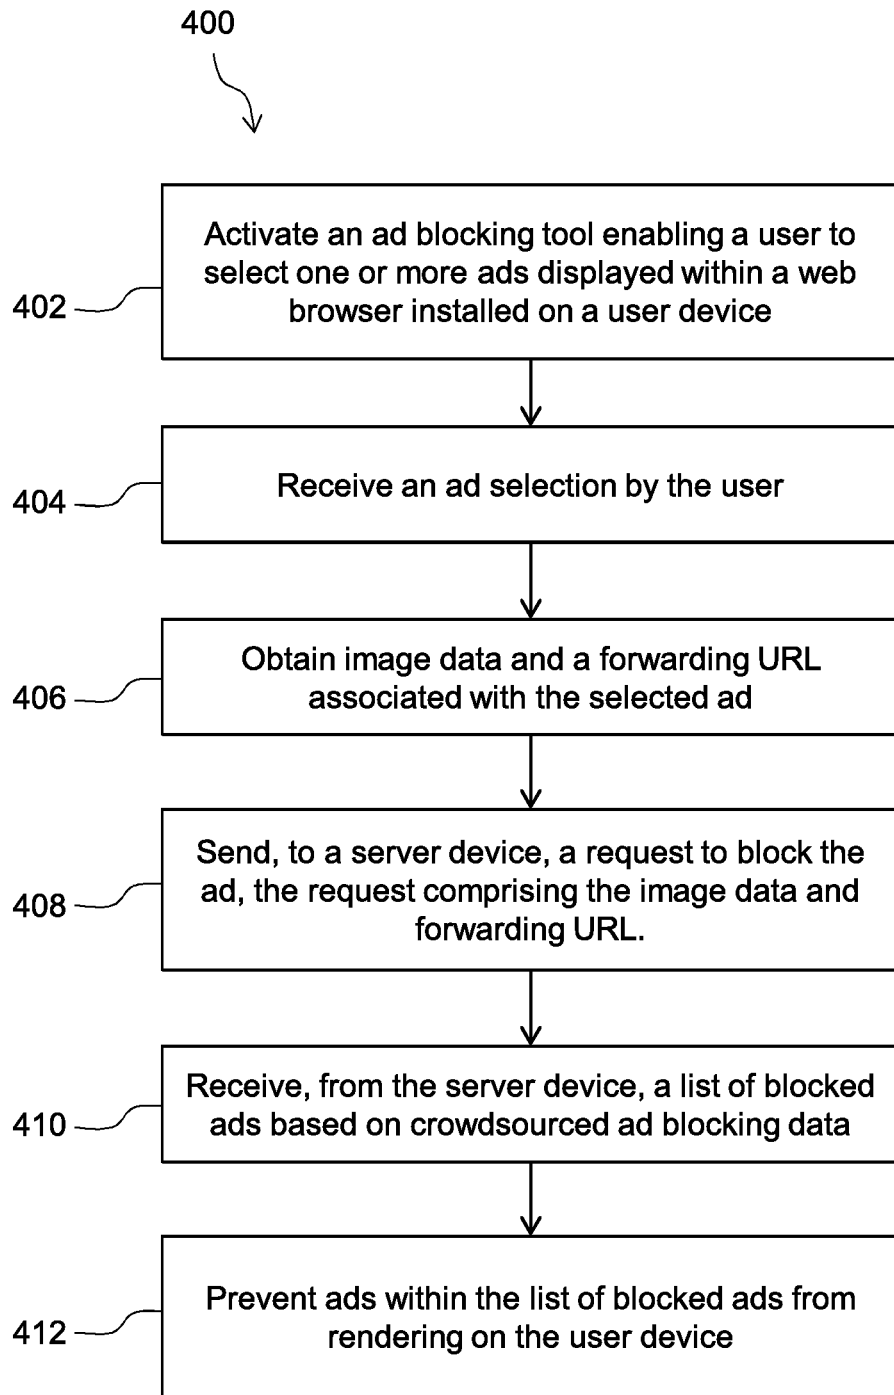 400
Activate an ad blocking tool enabling a user to
select one or more ads displayed within a web
browser installed on a user device
402
Receive an ad selection by the user
404
Obtain image data and a forwarding URL
associated with the selected ad
406
Send, to a server device, a request to block the
ad, the request comprising the image data and
forwarding URL.
408
Receive, from the server device, a list of blocked
ads based on crowdsourced ad blocking data
410
Prevent ads within the list of blocked ads from
rendering on the user device
412